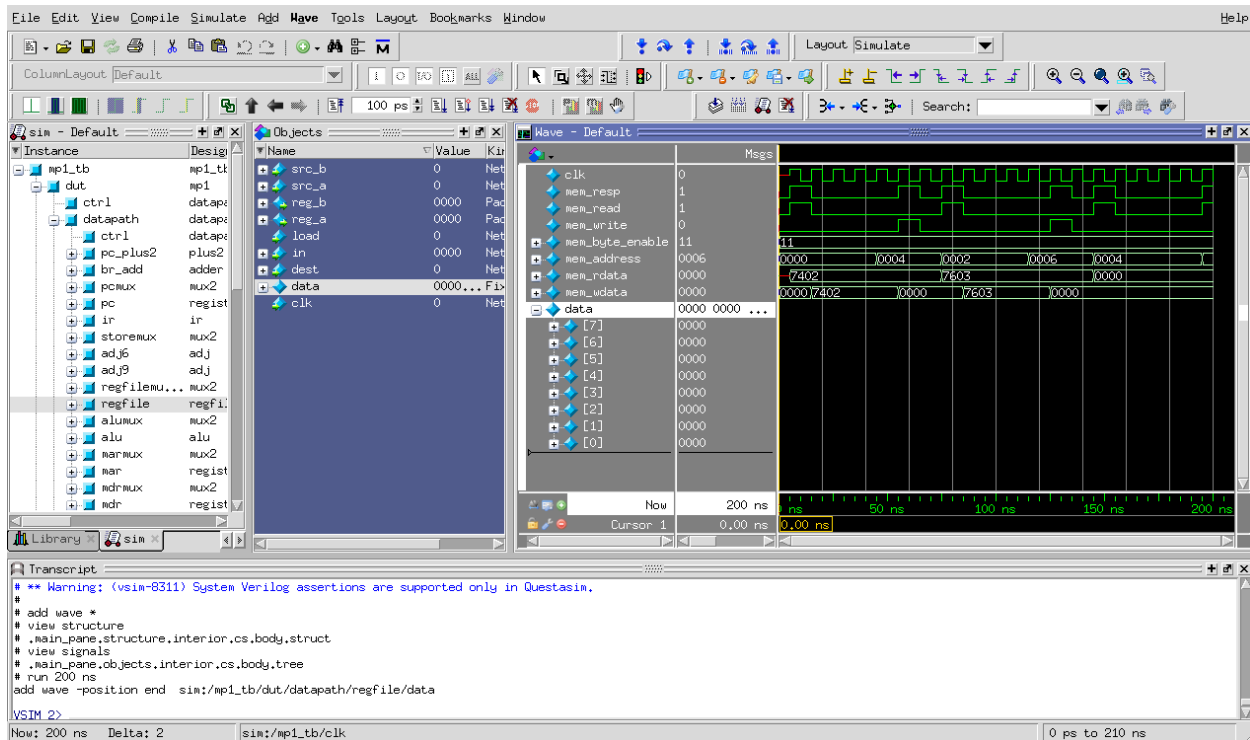 File Edit View Compile Simulate Add Wave Tools Layout Bookmarks Window Help
Layout Simulate
ColumnLayout Default
100 ps
Search:
sim - Default
Instance Design
mp1_tb mp1_tb
dut mp1
ctrl datapa
datapath datapa
ctrl datapa
pc_plus2 plus2
br_add adder
pcmux mux2
pc regist
ir ir
storemux mux2
adj6 adj
adj9 adj
regfilemu... mux2
regfile regfil
alumux mux2
alu alu
marmux mux2
mar regist
mdrmux mux2
mdr regist
Library sim
Objects
Name Value Kin
src_b 0 Net
src_a 0 Net
reg_b 0000 Pac
reg_a 0000 Pac
load 0 Net
in 0000 Net
dest 0 Net
data 0000... Fix
clk 0 Net
Wave - Default
Msgs
clk 0
mem_resp 1
mem_read 1
mem_write 0
mem_byte_enable 11 11
mem_address 0006 0000 0004 0002 0006 0004
mem_rdata 0000 7402 7603 0000
mem_wdata 0000 0000 7402 0000 7603 0000
data 0000 0000 ...
[7] 0000
[6] 0000
[5] 0000
[4] 0000
[3] 0000
[2] 0000
[1] 0000
[0] 0000
Now 200 ns ns 50 ns 100 ns 150 ns 200 ns
Cursor 1 0.00 ns 0.00 ns
Transcript
# ** Warning: (vsim-8311) System Verilog assertions are supported only in Questasim.
#
# add wave *
# view structure
# .main_pane.structure.interior.cs.body.struct
# view signals
# .main_pane.objects.interior.cs.body.tree
# run 200 ns
add wave -position end sim:/mp1_tb/dut/datapath/regfile/data
VSIM 2>
Now: 200 ns Delta: 2 sim:/mp1_tb/clk 0 ps to 210 ns